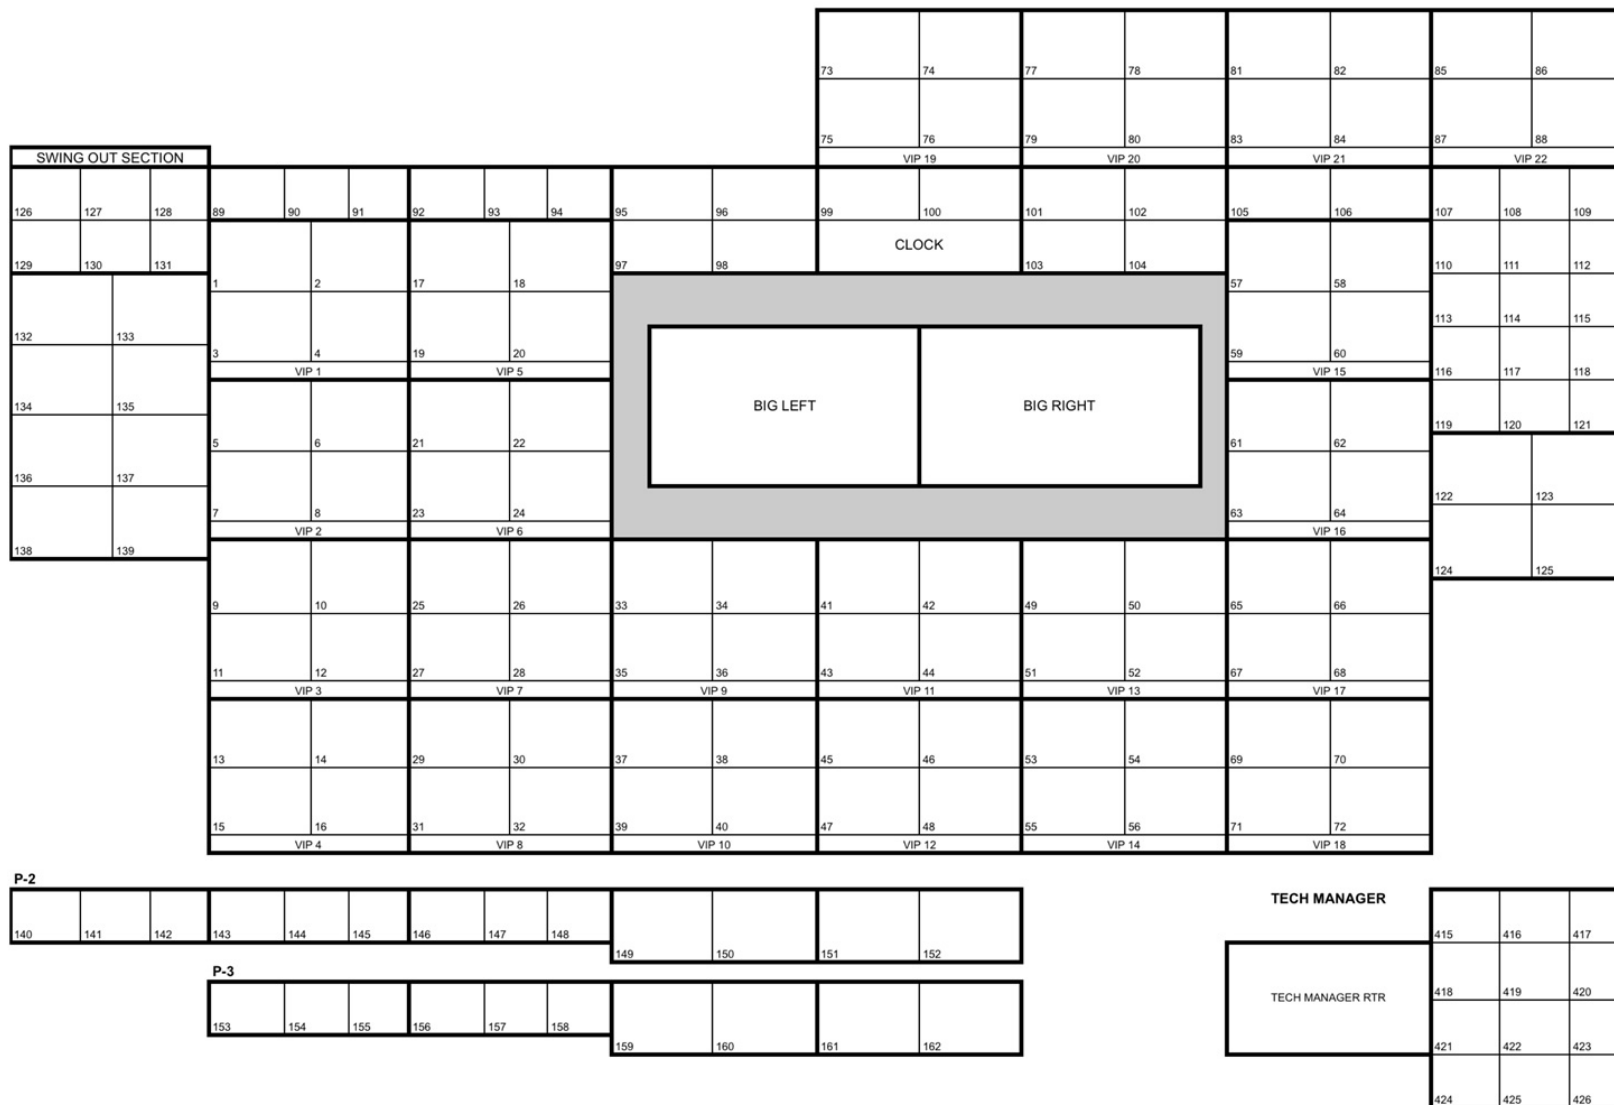 73 74 77 78 81 82 85 86
75 76 79 80 83 84 87 88
SWING OUT SECTION VIP 19 VIP 20 VIP 21 VIP 22
126 127 128 89 90 91 92 93 94 95 96 99 100 101 102 105 106 107 108 109
CLOCK
129 130 131 97 98 103 104 110 111 112
1 2 17 18 57 58
113 114 115
132 133
3 4 19 20 59 60
VIP 1 VIP 5 VIP 15 116 117 118
134 135 BIG LEFT BIG RIGHT
119 120 121
5 6 21 22 61 62
136 137
122 123
7 8 23 24 63 64
VIP 2 VIP 6 VIP 16
138 139
124 125
9 10 25 26 33 34 41 42 49 50 65 66
11 12 27 28 35 36 43 44 51 52 67 68
VIP 3 VIP 7 VIP 9 VIP 11 VIP 13 VIP 17
13 14 29 30 37 38 45 46 53 54 69 70
15 16 31 32 39 40 47 48 55 56 71 72
VIP 4 VIP 8 VIP 10 VIP 12 VIP 14 VIP 18
P-2
TECH MANAGER
140 141 142 143 144 145 146 147 148 415 416 417
149 150 151 152
P-3
TECH MANAGER RTR 418 419 420
153 154 155 156 157 158
159 160 161 162 421 422 423
424 425 426